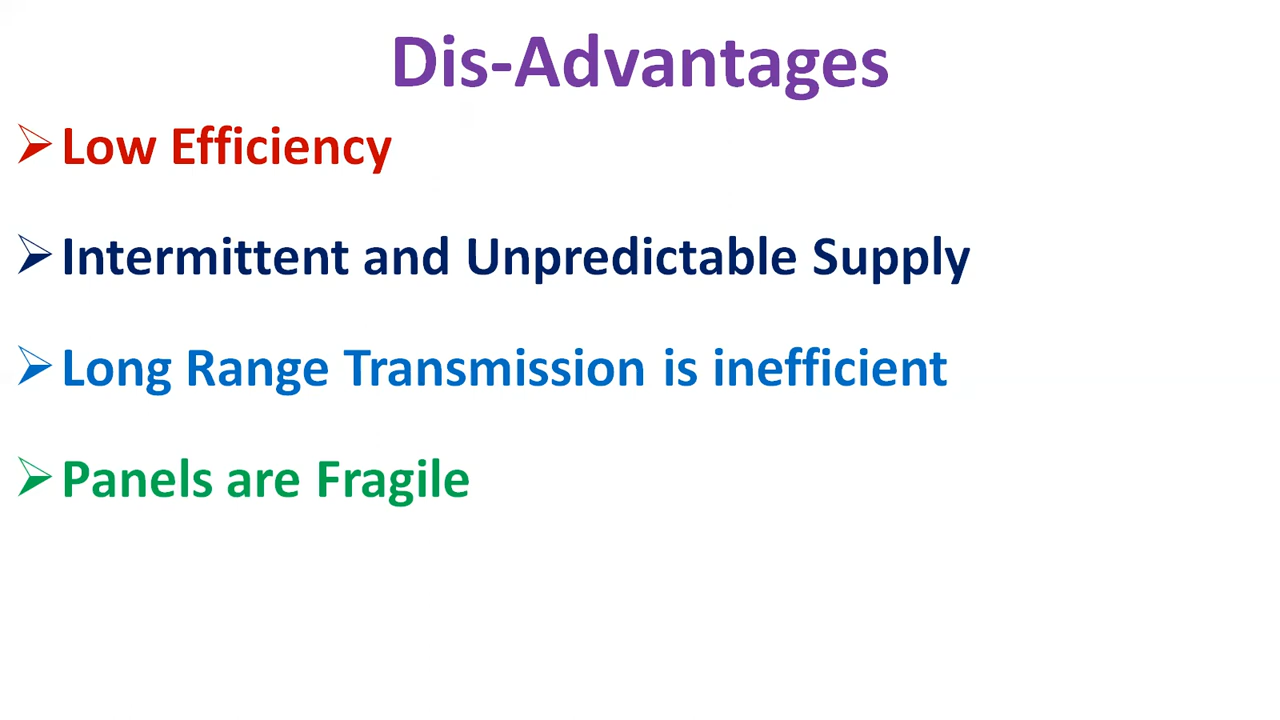 Dis-Advantages
Low Efficiency
Intermittent and Unpredictable Supply
Long Range Transmission is inefficient
Panels are Fragile